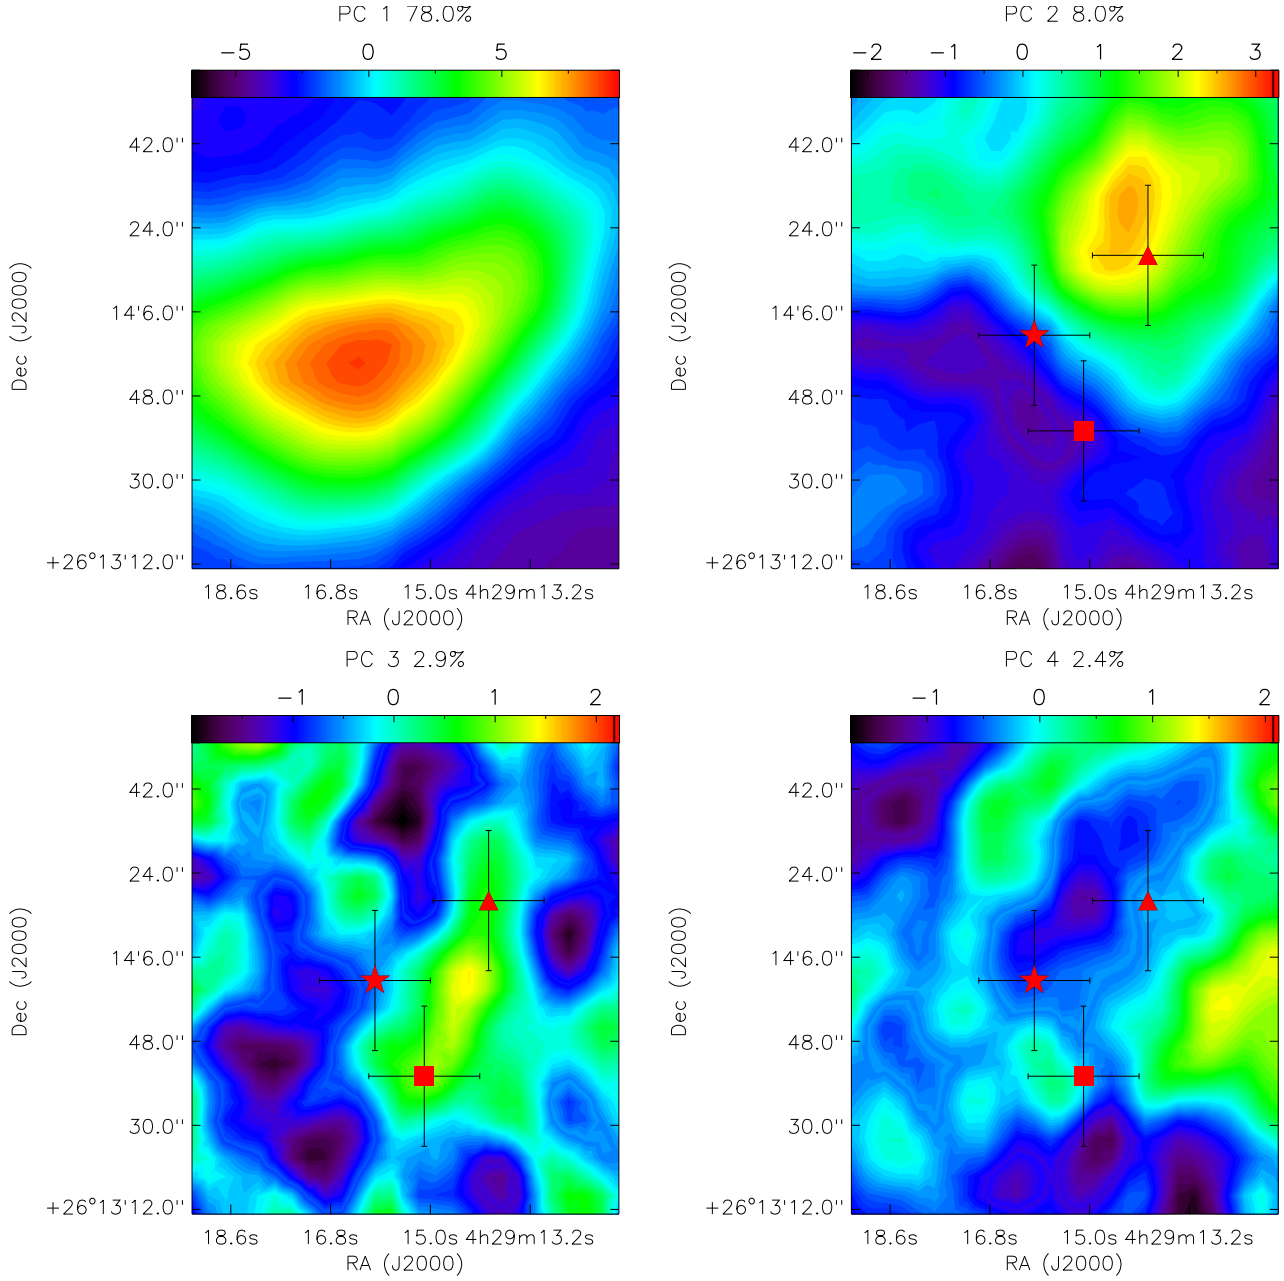 PC 1 78.0%
−5 0 5
42.0''
24.0''
14'6.0''
48.0''
30.0''
+26°13'12.0''
Dec (J2000)
18.6s 16.8s 15.0s 4h29m13.2s
RA (J2000)
PC 2 8.0%
−2 −1 0 1 2 3
42.0''
24.0''
14'6.0''
48.0''
30.0''
+26°13'12.0''
Dec (J2000)
18.6s 16.8s 15.0s 4h29m13.2s
RA (J2000)
PC 3 2.9%
−1 0 1 2
42.0''
24.0''
14'6.0''
48.0''
30.0''
+26°13'12.0''
Dec (J2000)
18.6s 16.8s 15.0s 4h29m13.2s
RA (J2000)
PC 4 2.4%
−1 0 1 2
42.0''
24.0''
14'6.0''
48.0''
30.0''
+26°13'12.0''
Dec (J2000)
18.6s 16.8s 15.0s 4h29m13.2s
RA (J2000)